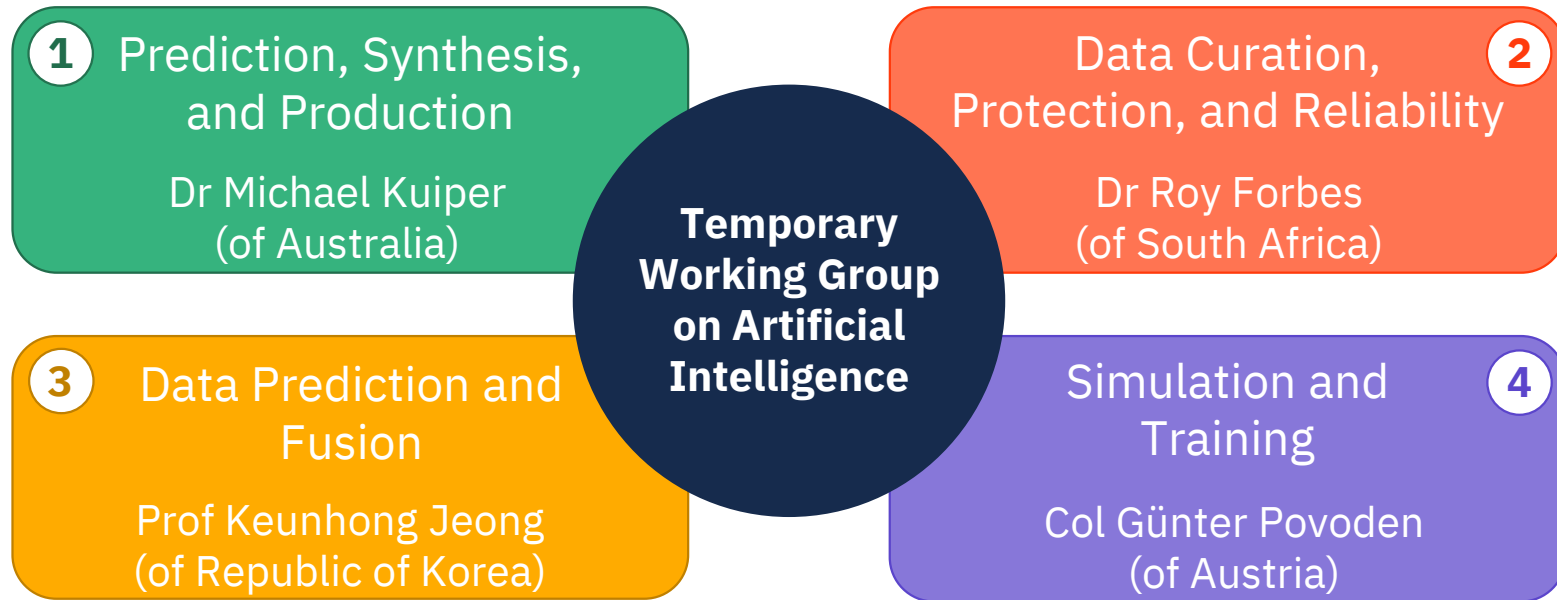 1
Prediction, Synthesis,
and Production
Dr Michael Kuiper
(of Australia)
2
Data Curation,
Protection, and Reliability
Dr Roy Forbes
(of South Africa)
Temporary
Working Group
on Artificial
Intelligence
3
Data Prediction and
Fusion
Prof Keunhong Jeong
(of Republic of Korea)
4
Simulation and
Training
Col Günter Povoden
(of Austria)